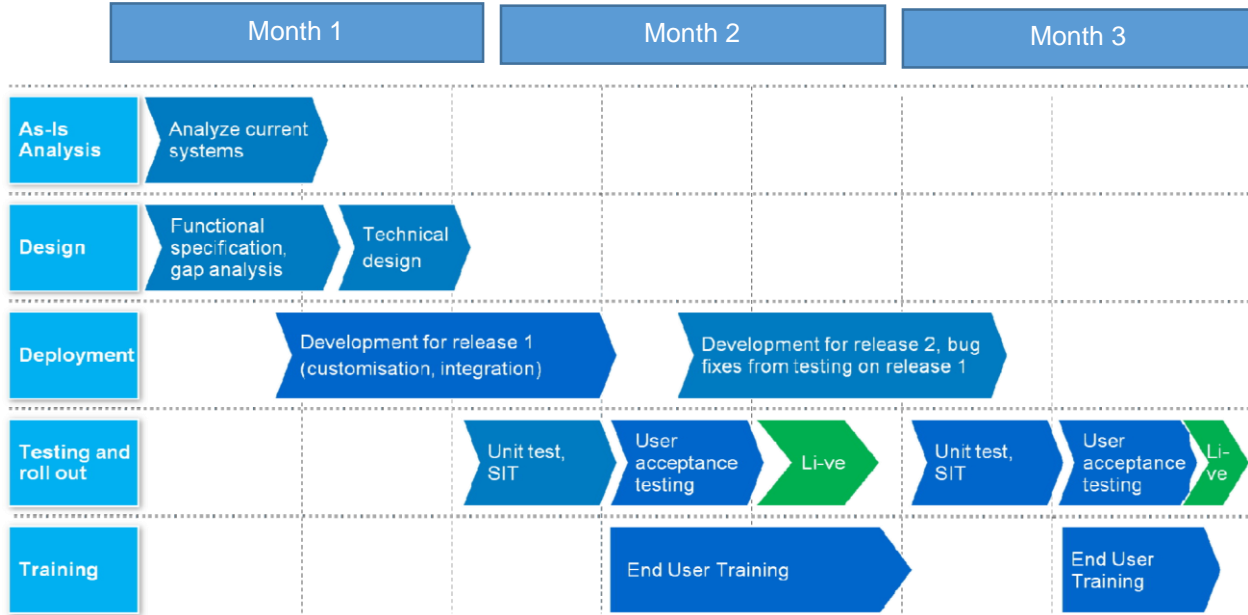 Month 1
Month 2
Month 3
As-Is
Analysis
Analyze current
systems
Design
Functional
specification,
gap analysis
Technical
design
Deployment
Development for release 1
(customisation, integration)
Development for release 2, bug
fixes from testing on release 1
Testing and
roll out
Unit test,
SIT
User
acceptance
testing
Li-ve
Unit test,
SIT
User
acceptance
testing
Li-
ve
Training
End User Training
End User
Training